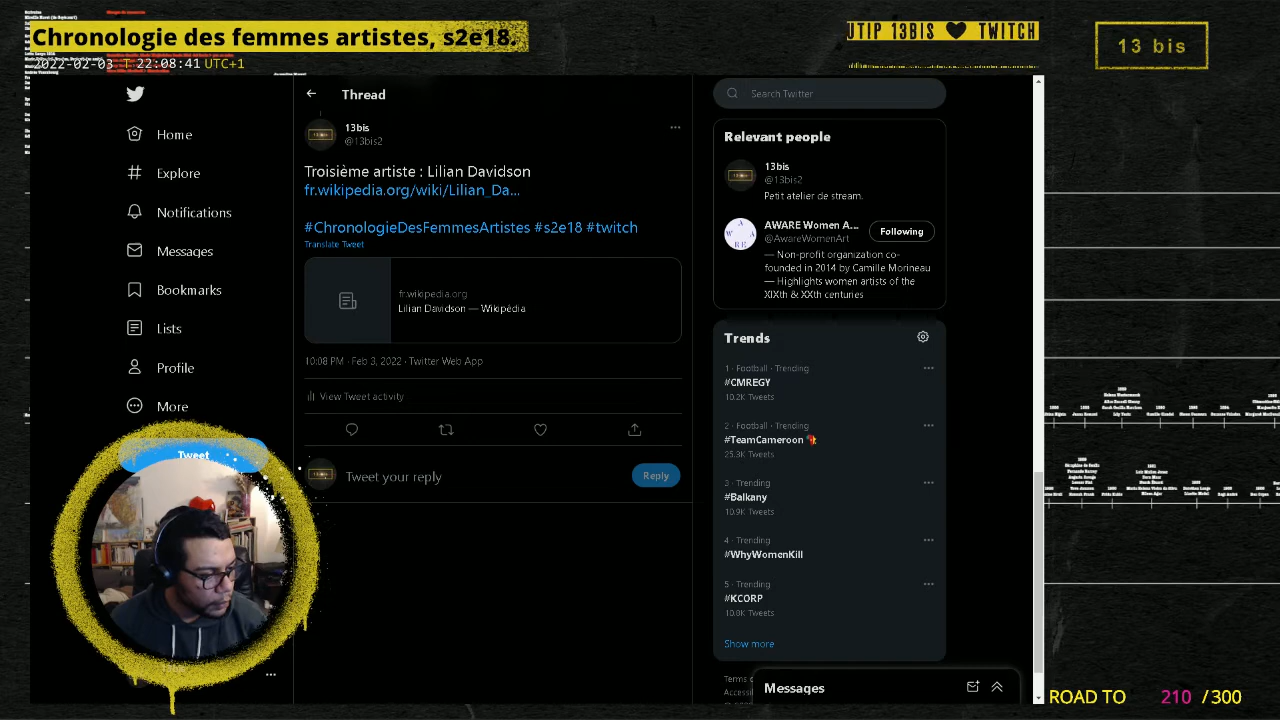 Chronologie des femmes artistes, s2e18.
2022-02-03 T 22:08:41 UTC+1
UTIP 13BIS TWITCH
13 bis
Home
Explore
Notifications
Messages
Bookmarks
Lists
Profile
More
Tweet
Thread
13bis
@13bis2
Troisième artiste : Lilian Davidson
fr.wikipedia.org/wiki/Lilian_Da...
#ChronologieDesFemmesArtistes #s2e18 #twitch
Translate Tweet
fr.wikipedia.org
Lilian Davidson — Wikipédia
10:08 PM · Feb 3, 2022 · Twitter Web App
View Tweet activity
Tweet your reply
Reply
Search Twitter
Relevant people
13bis
@13bis2
Petit atelier de stream.
AWARE Women A...
@AwareWomenArt
Following
— Non-profit organization co-
founded in 2014 by Camille Morineau
— Highlights women artists of the
XIXth & XXth centuries
Trends
1 · Football · Trending
#CMREGY
10.2K Tweets
2 · Football · Trending
#TeamCameroon
25.3K Tweets
3 · Trending
#Balkany
10.9K Tweets
4 · Trending
#WhyWomenKill
5 · Trending
#KCORP
10.8K Tweets
Show more
Messages
ROAD TO 210 /300